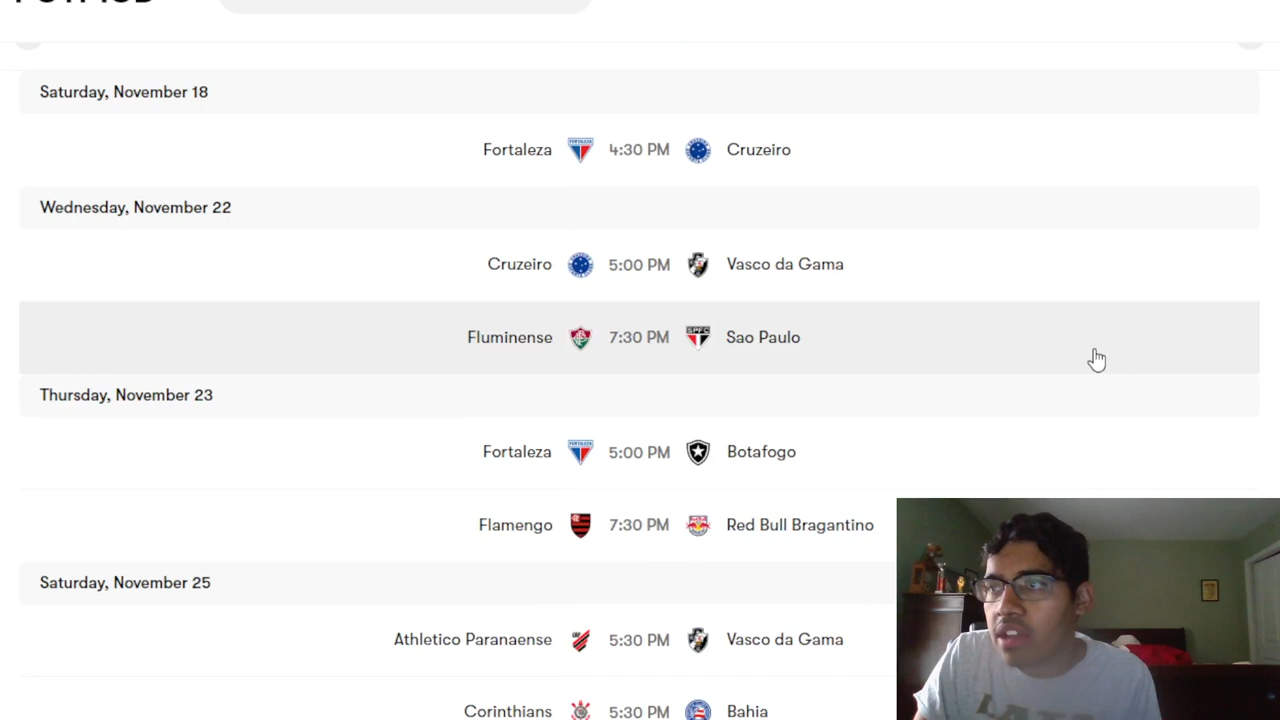 Saturday, November 18
Fortaleza 4:30 PM Cruzeiro
Wednesday, November 22
Cruzeiro 5:00 PM Vasco da Gama
Fluminense 7:30 PM Sao Paulo
Thursday, November 23
Fortaleza 5:00 PM Botafogo
Flamengo 7:30 PM Red Bull Bragantino
Saturday, November 25
Athletico Paranaense 5:30 PM Vasco da Gama
Corinthians 5:30 PM Bahia